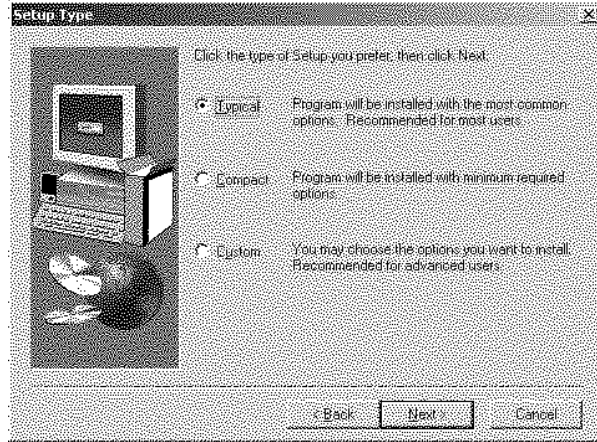 Setup Type
Click the type of Setup you prefer, then click Next.
Typical Program will be installed with the most common
options. Recommended for most users.
Compact Program will be installed with minimum required
options.
Custom You may choose the options you want to install.
Recommended for advanced users.
< Back Next > Cancel